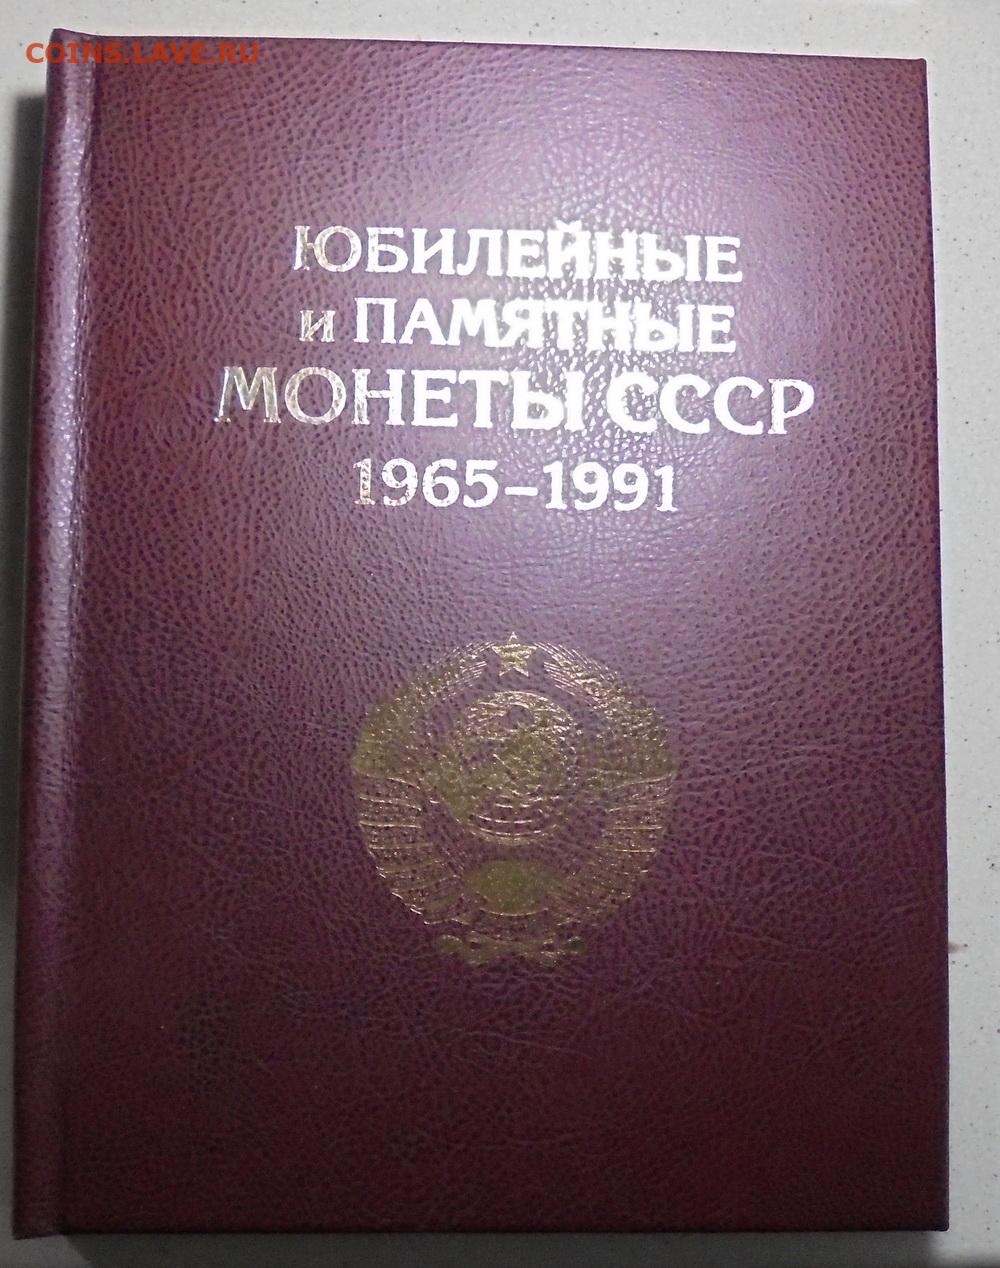 COINS.LAVE.RU
ЮБИЛЕЙНЫЕ
и ПАМЯТНЫЕ
МОНЕТЫ СССР
1965-1991